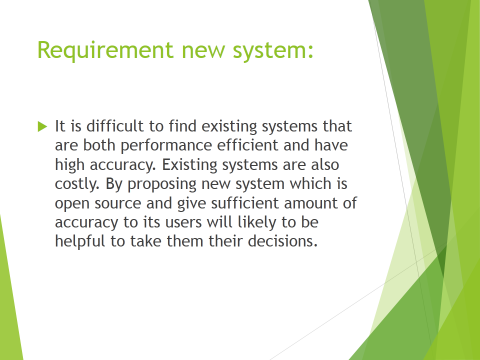 Requirement new system:
It is difficult to find existing systems that
are both performance efficient and have
high accuracy. Existing systems are also
costly. By proposing new system which is
open source and give sufficient amount of
accuracy to its users will likely to be
helpful to take them their decisions.